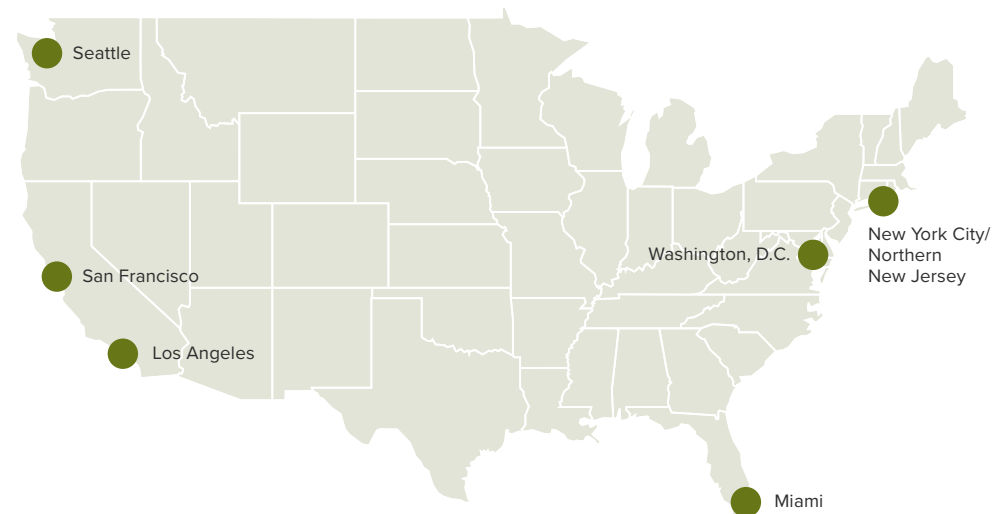 Seattle
Washington, D.C.
New York City/
Northern
New Jersey
San Francisco
Los Angeles
Miami